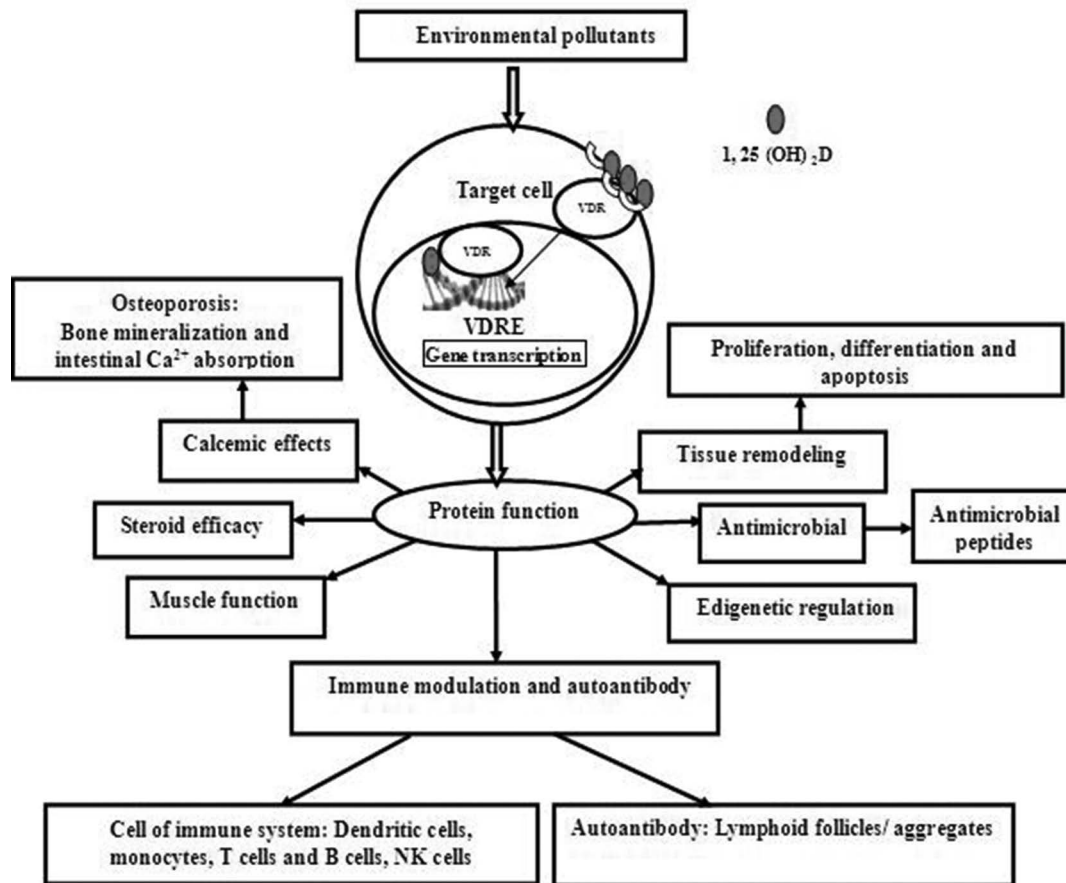 Environmental pollutants
1, 25 (OH) ₂D
Target cell
VDR
VDR
VDRE
Gene transcription
Osteoporosis:
Bone mineralization and
intestinal Ca²⁺ absorption
Proliferation, differentiation and
apoptosis
Calcemic effects
Tissue remodeling
Steroid efficacy
Protein function
Antimicrobial
Antimicrobial
peptides
Muscle function
Edigenetic regulation
Immune modulation and autoantibody
Cell of immune system: Dendritic cells,
monocytes, T cells and B cells, NK cells
Autoantibody: Lymphoid follicles/ aggregates